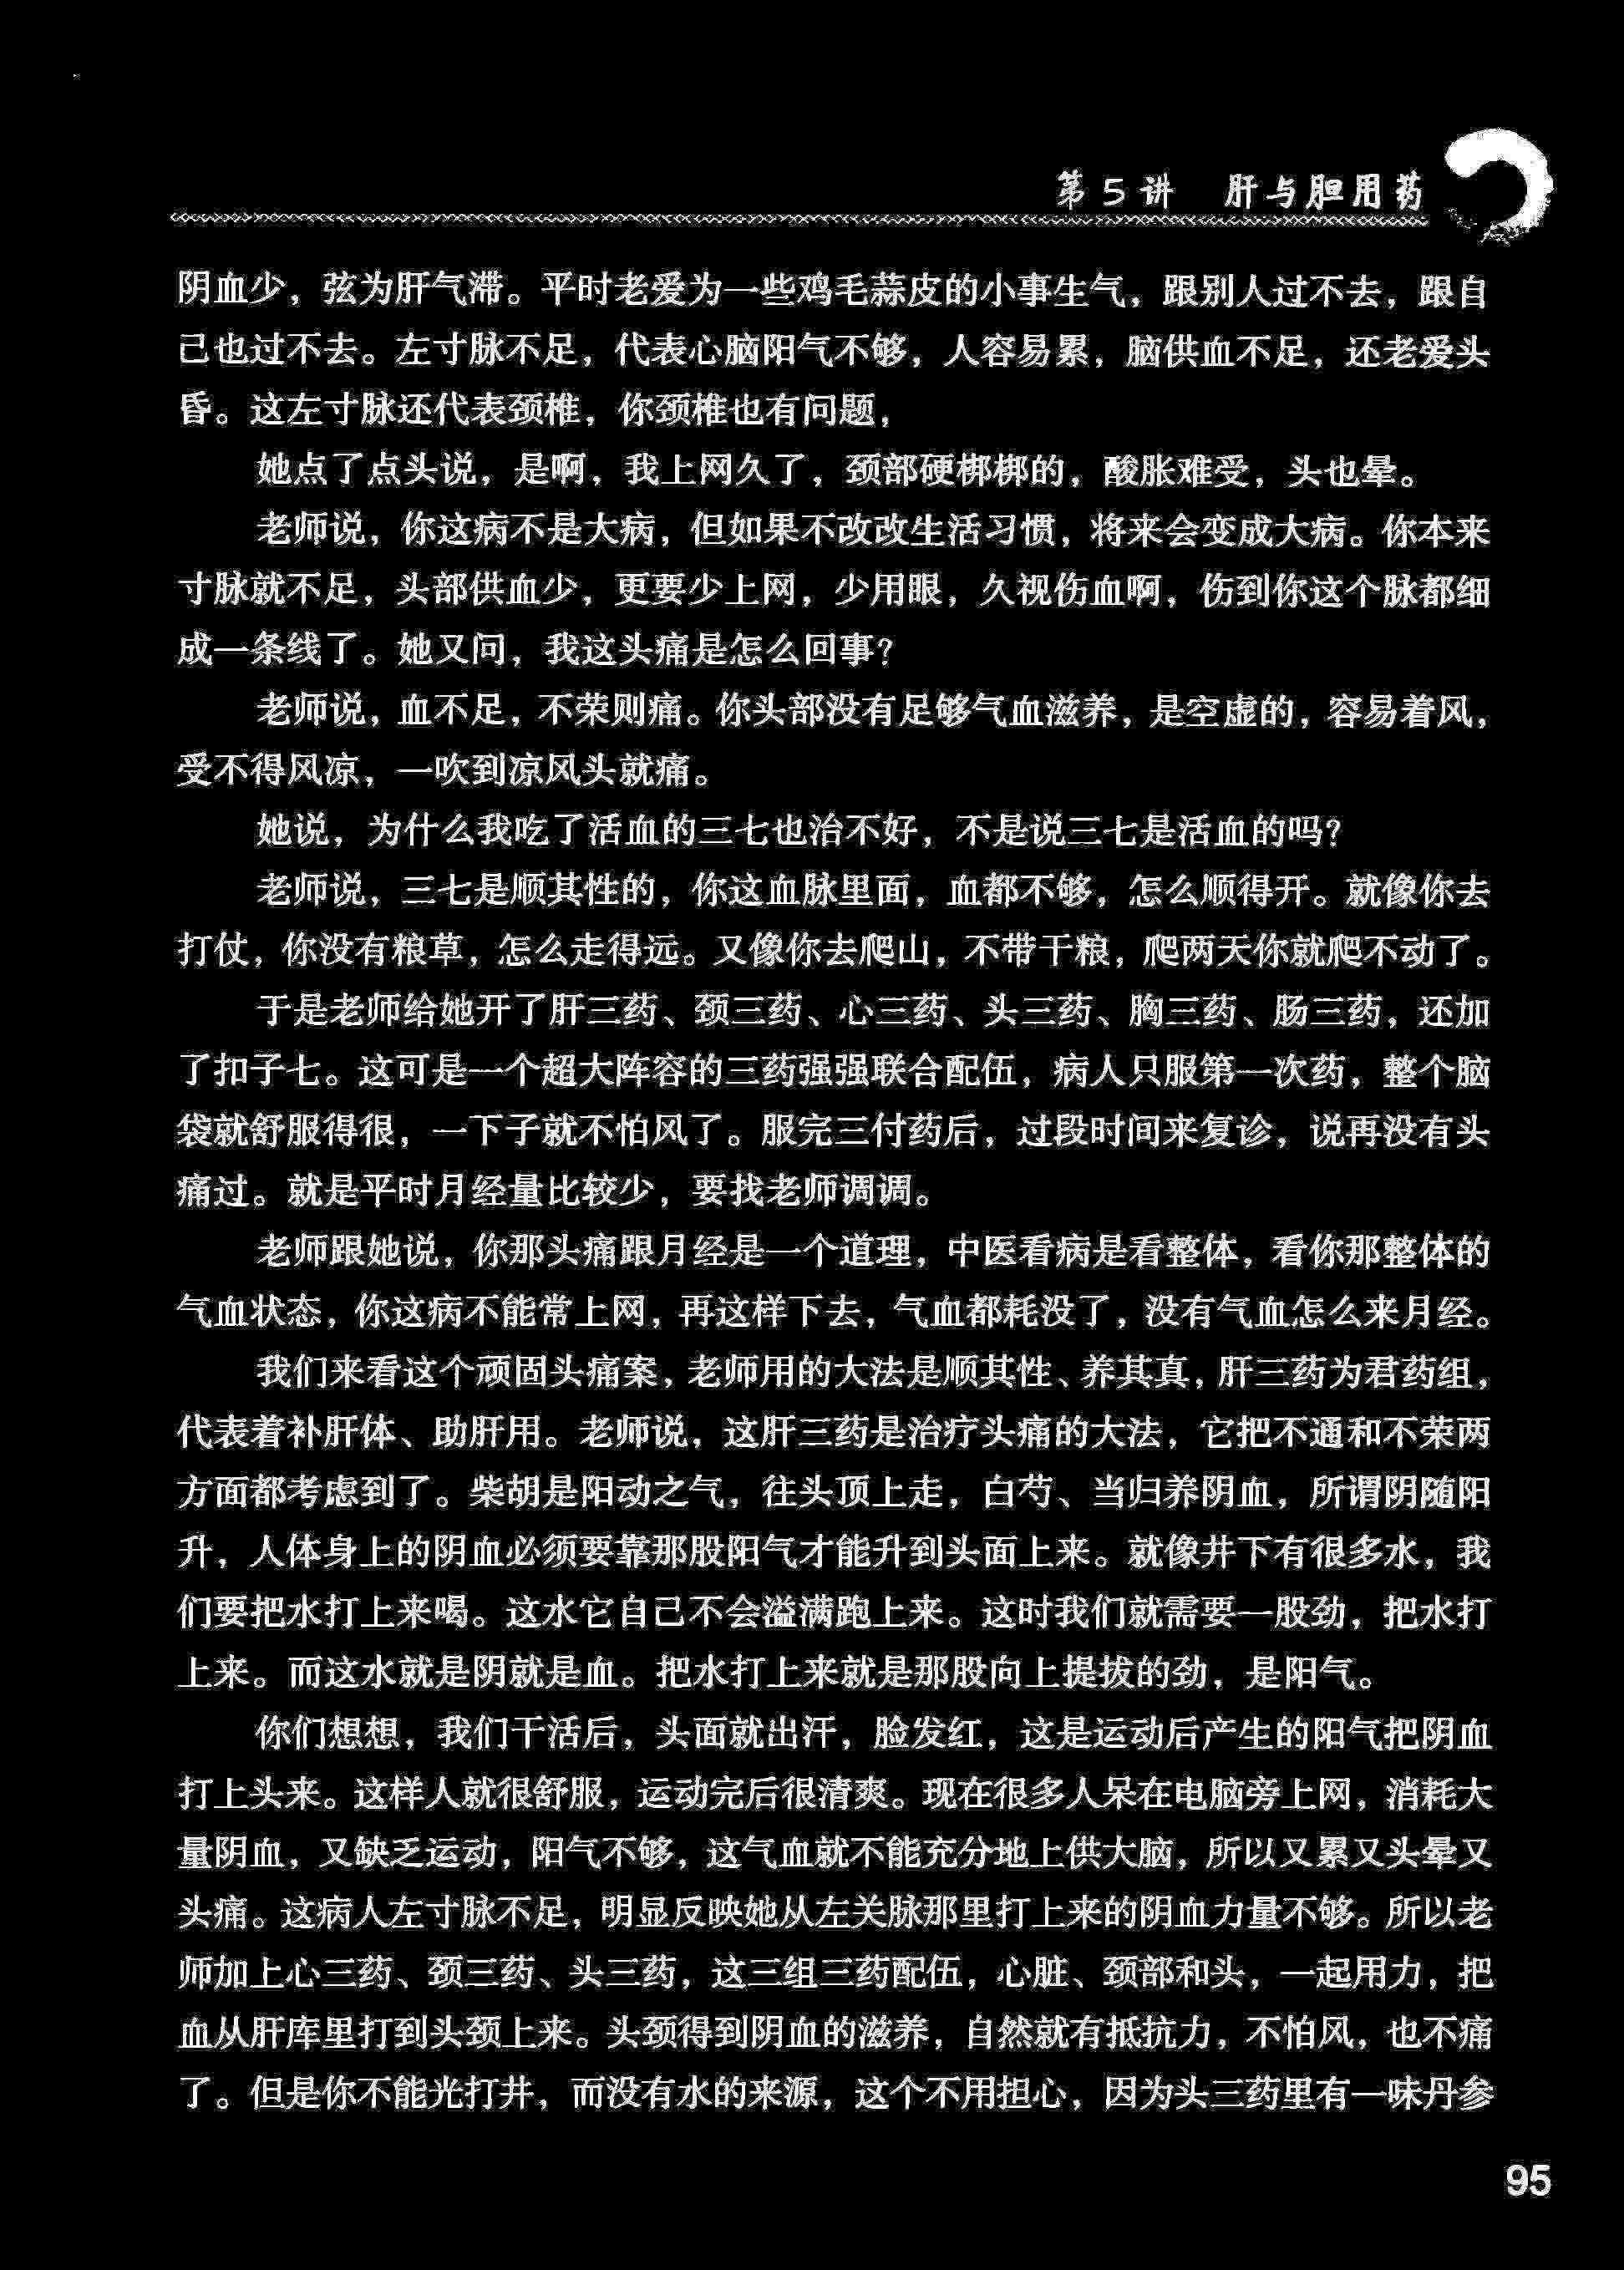 第5讲 肝与胆用药
阴血少，弦为肝气滞。平时老爱为一些鸡毛蒜皮的小事生气，跟别人过不去，跟自
己也过不去。左寸脉不足，代表心脑阳气不够，人容易累，脑供血不足，还老爱头
昏。这左寸脉还代表颈椎，你颈椎也有问题，
她点了点头说，是啊，我上网久了，颈部硬梆梆的，酸胀难受，头也晕。
老师说，你这病不是大病，但如果不改改生活习惯，将来会变成大病。你本来
寸脉就不足，头部供血少，更要少上网，少用眼，久视伤血啊，伤到你这个脉都细
成一条线了。她又问，我这头痛是怎么回事？
老师说，血不足，不荣则痛。你头部没有足够气血滋养，是空虚的，容易着风，
受不得风凉，一吹到凉风头就痛。
她说，为什么我吃了活血的三七也治不好，不是说三七是活血的吗？
老师说，三七是顺其性的，你这血脉里面，血都不够，怎么顺得开。就像你去
打仗，你没有粮草，怎么走得远。又像你去爬山，不带干粮，爬两天你就爬不动了。
于是老师给她开了肝三药、颈三药、心三药、头三药、胸三药、肠三药，还加
了扣子七。这可是一个超大阵容的三药强强联合配伍，病人只服第一次药，整个脑
袋就舒服得很，一下子就不怕风了。服完三付药后，过段时间来复诊，说再没有头
痛过。就是平时月经量比较少，要找老师调调。
老师跟她说，你那头痛跟月经是一个道理，中医看病是看整体，看你那整体的
气血状态，你这病不能常上网，再这样下去，气血都耗没了，没有气血怎么来月经。
我们来看这个顽固头痛案，老师用的大法是顺其性、养其真，肝三药为君药组，
代表着补肝体、助肝用。老师说，这肝三药是治疗头痛的大法，它把不通和不荣两
方面都考虑到了。柴胡是阳动之气，往头顶上走，白芍、当归养阴血，所谓阴随阳
升，人体身上的阴血必须要靠那股阳气才能升到头面上来。就像井下有很多水，我
们要把水打上来喝。这水它自己不会溢满跑上来。这时我们就需要一股劲，把水打
上来。而这水就是阴就是血。把水打上来就是那股向上提拔的劲，是阳气。
你们想想，我们干活后，头面就出汗，脸发红，这是运动后产生的阳气把阴血
打上头来。这样人就很舒服，运动完后很清爽。现在很多人呆在电脑旁上网，消耗大
量阴血，又缺乏运动，阳气不够，这气血就不能充分地上供大脑，所以又累又头晕又
头痛。这病人左寸脉不足，明显反映她从左关脉那里打上来的阴血力量不够。所以老
师加上心三药、颈三药、头三药，这三组三药配伍，心脏、颈部和头，一起用力，把
血从肝库里打到头颈上来。头颈得到阴血的滋养，自然就有抵抗力，不怕风，也不痛
了。但是你不能光打井，而没有水的来源，这个不用担心，因为头三药里有一味丹参
95